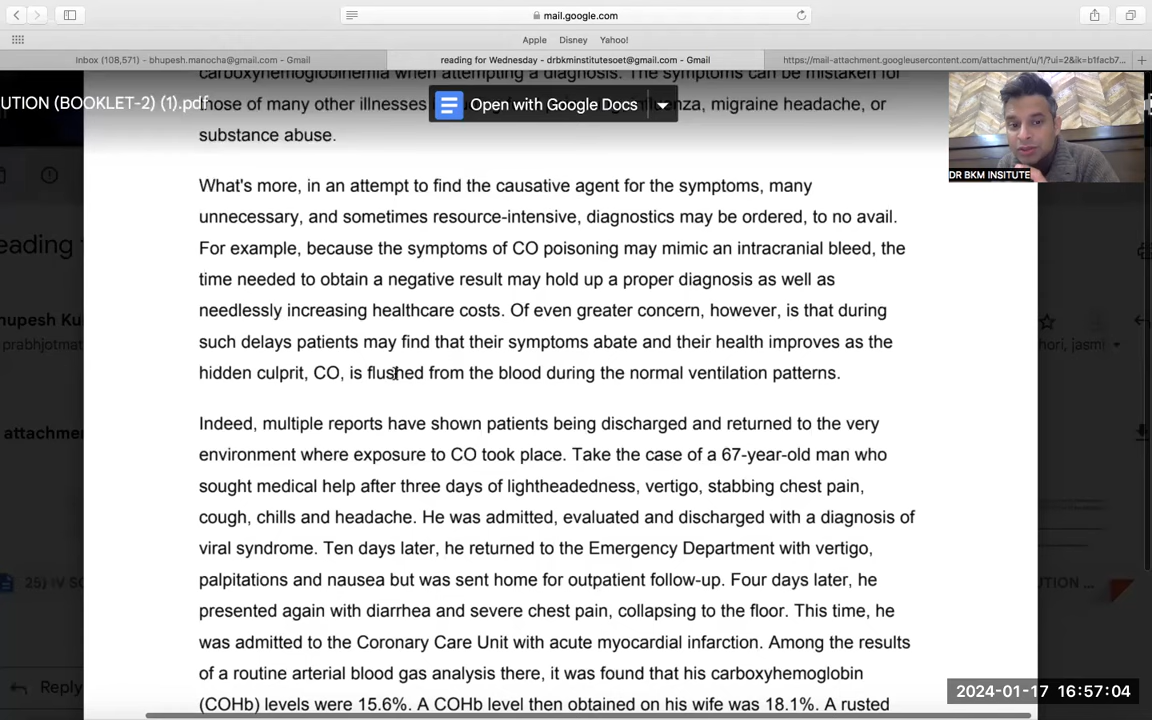 mail.google.com
Apple Disney Yahoo!
Inbox (108,571) - bhupesh.manocha@gmail.com - Gmail
reading for Wednesday - drbkminstitutesoet@gmail.com - Gmail
https://mail-attachment.googleusercontent.com/attachment/u/1/?ui=2&ik=b1facb7...
carboxyhemoglobinemia when attempting a diagnosis. The symptoms can be mistaken for
UTION (BOOKLET-2) (1).pdf
those of many other illnesses
Open with Google Docs
migraine headache, or
substance abuse.
DR BKM INSITUTE
What's more, in an attempt to find the causative agent for the symptoms, many
unnecessary, and sometimes resource-intensive, diagnostics may be ordered, to no avail.
For example, because the symptoms of CO poisoning may mimic an intracranial bleed, the
time needed to obtain a negative result may hold up a proper diagnosis as well as
needlessly increasing healthcare costs. Of even greater concern, however, is that during
such delays patients may find that their symptoms abate and their health improves as the
hidden culprit, CO, is flushed from the blood during the normal ventilation patterns.
eading
hupesh Ku
prabhjotmat
hori, jasmi
attachment
Indeed, multiple reports have shown patients being discharged and returned to the very
environment where exposure to CO took place. Take the case of a 67-year-old man who
sought medical help after three days of lightheadedness, vertigo, stabbing chest pain,
cough, chills and headache. He was admitted, evaluated and discharged with a diagnosis of
viral syndrome. Ten days later, he returned to the Emergency Department with vertigo,
palpitations and nausea but was sent home for outpatient follow-up. Four days later, he
presented again with diarrhea and severe chest pain, collapsing to the floor. This time, he
was admitted to the Coronary Care Unit with acute myocardial infarction. Among the results
of a routine arterial blood gas analysis there, it was found that his carboxyhemoglobin
(COHb) levels were 15.6%. A COHb level then obtained on his wife was 18.1%. A rusted
25) IV SO
UTION ...
Reply
2024-01-17 16:57:04